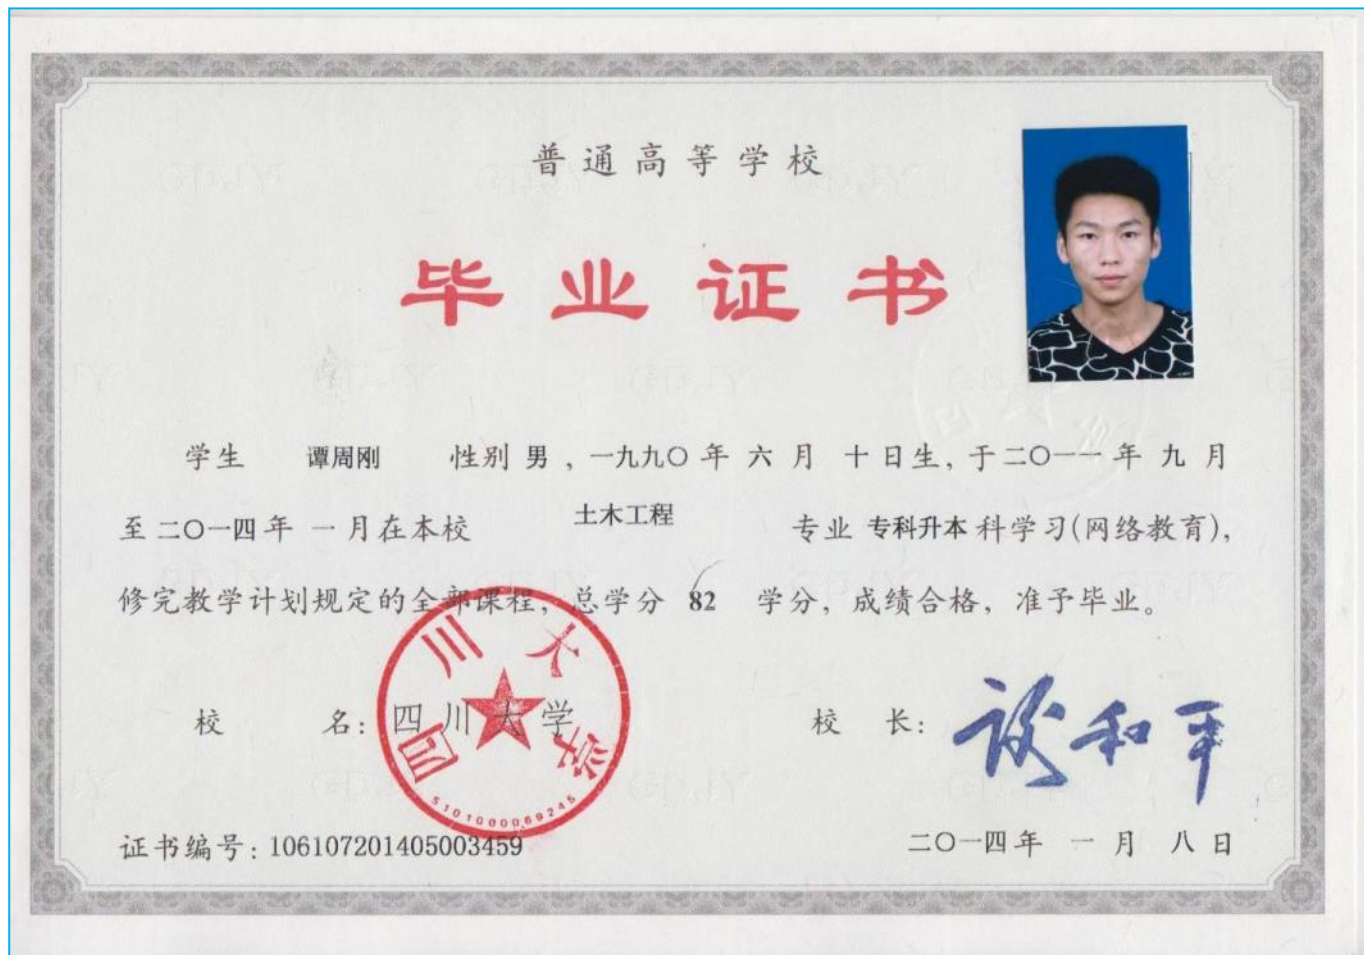 普通高等学校
毕业证书
学生 谭周刚 性别 男，一九九〇年 六 月 十 日生，于二〇一一年 九 月
至二〇一四年 一 月在本校 土木工程 专业 专科升本 科学习(网络教育)，
修完教学计划规定的全部课程，总学分 82 学分，成绩合格，准予毕业。
校 名：四川大学
四川大学
5101000069245
校 长：
谢和平
证书编号：106107201405003459
二〇一四年 一 月 八 日